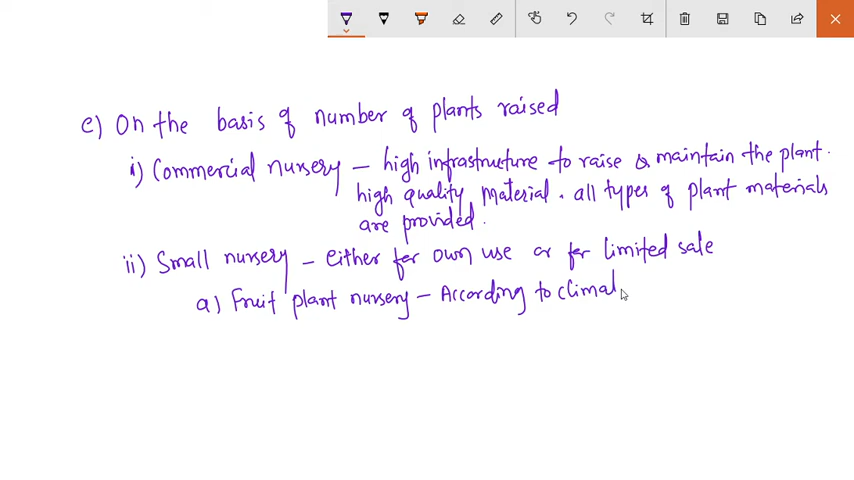 c) On the basis of number of plants raised
i) Commercial nursery - high infrastructure to raise & maintain the plant.
high quality material. all types of plant materials
are provided.
ii) Small nursery - Either for own use or for limited sale
a) Fruit plant nursery - According to climat